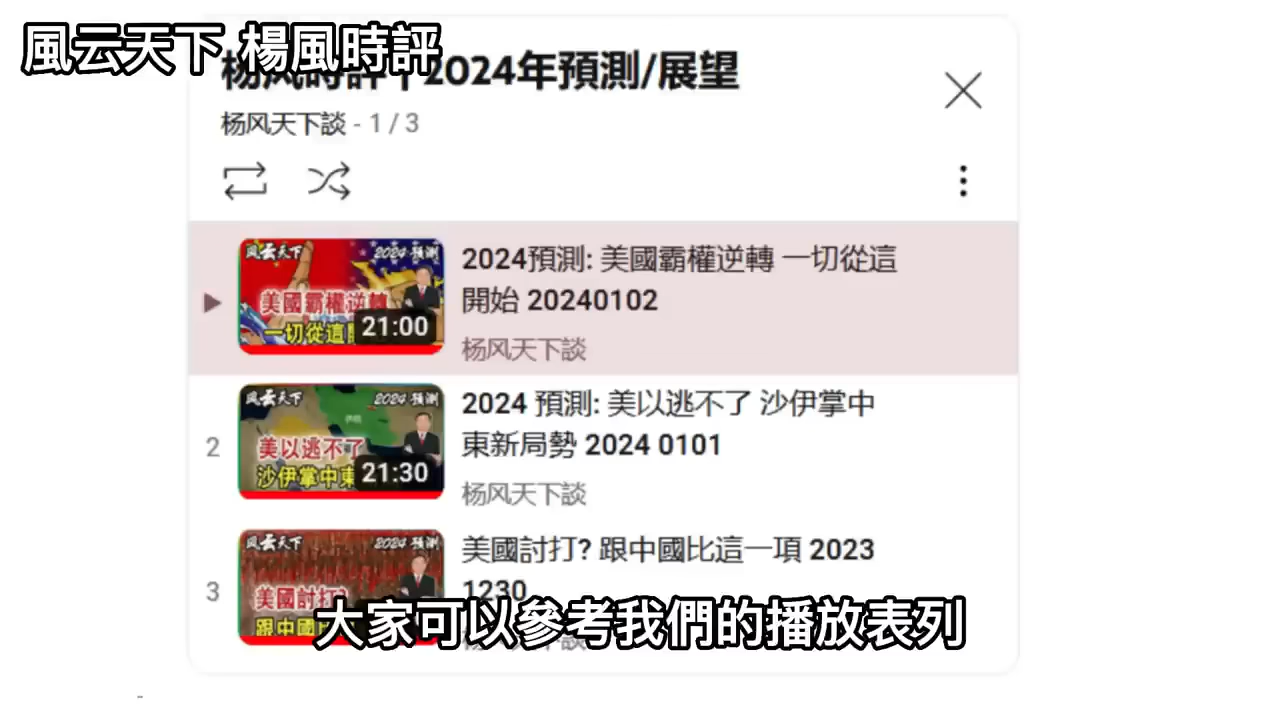 風云天下 楊風時評
杨风時評 | 2024年預測/展望
杨风天下談 - 1 / 3
風云天下
2024 預測
美國霸權逆轉
一切從這
21:00
2024預測: 美國霸權逆轉 一切從這
開始 20240102
杨风天下談
2
風云天下
2024 預測
美以逃不了
沙伊掌中東
21:30
2024 預測: 美以逃不了 沙伊掌中
東新局勢 2024 0101
杨风天下談
3
風云天下
2024 預測
美國討打?
跟中國
美國討打? 跟中國比這一項 2023
1230
大家可以參考我們的播放表列